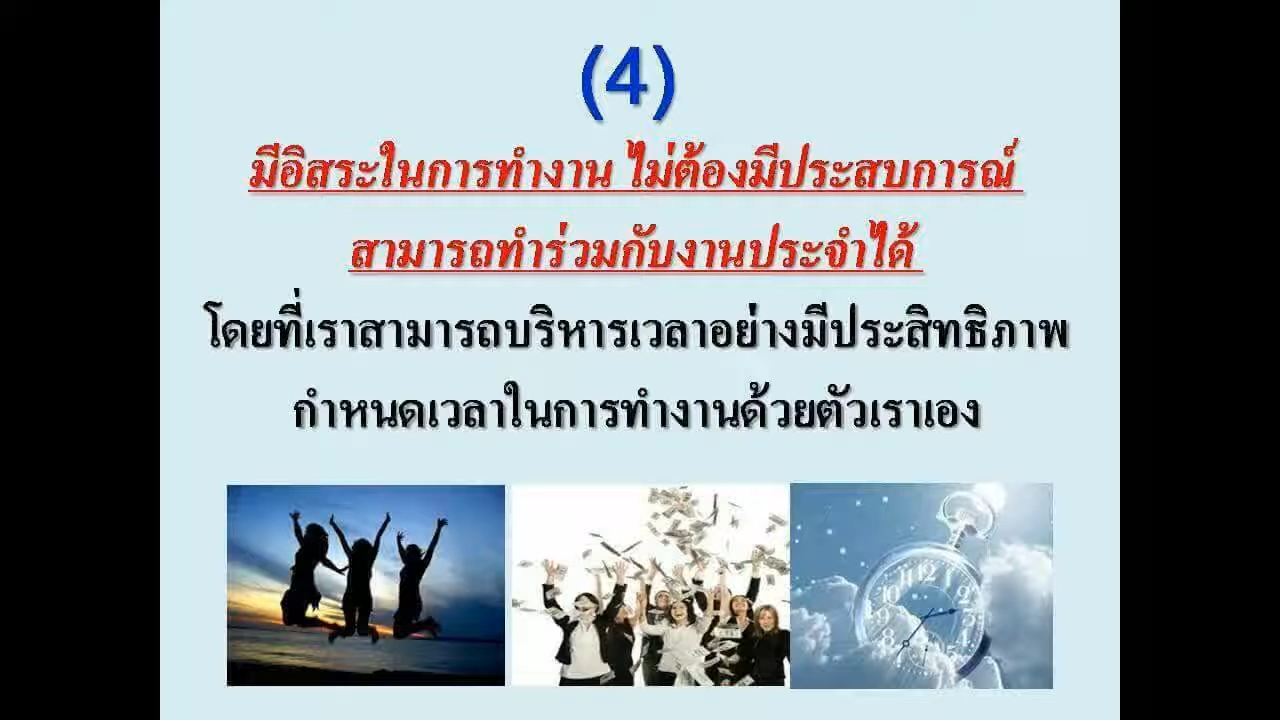 (4)
มีอิสระในการทำงาน ไม่ต้องมีประสบการณ์
สามารถทำร่วมกับงานประจำได้
โดยที่เราสามารถบริหารเวลาอย่างมีประสิทธิภาพ
กำหนดเวลาในการทำงานด้วยตัวเราเอง